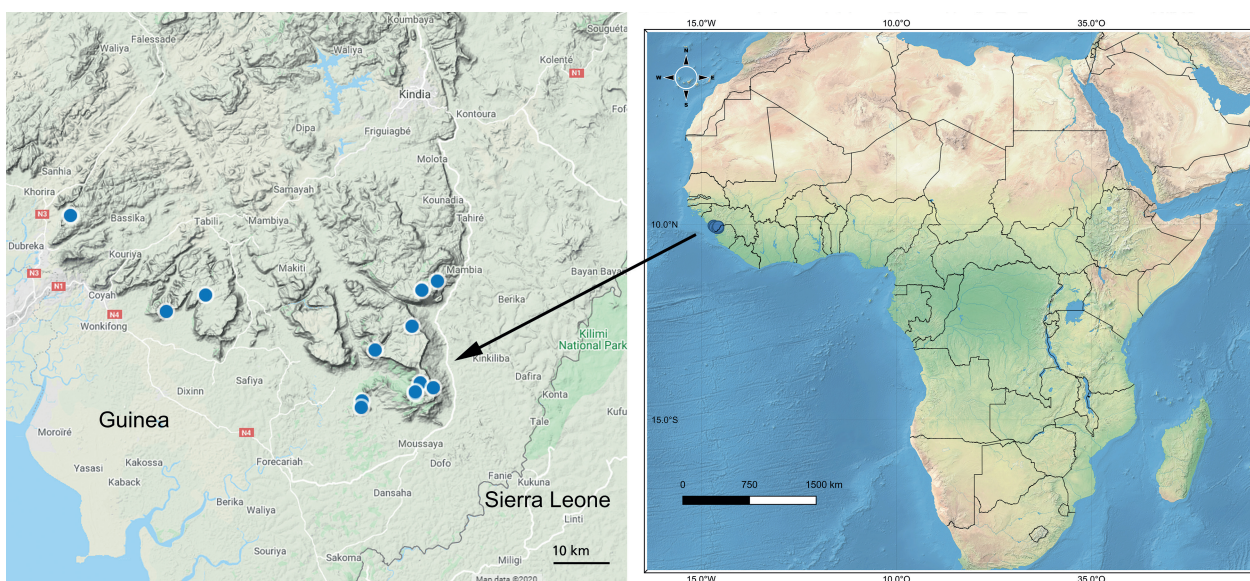 Koumbaya
Souguéta
Falessade
Waliya
Waliya
Kolenté
N1
Kindia
Kontoura
Dipa
Friguiagbé
Molota
Sanhia
Khorira
Samayah
Kounadia
N3
Bassika
Tabili
Mambiya
Tahiré
Dubreka
Kouriya
Makiti
Mambia
Bayan Baya
N3
N1
Coyah
Berika
N4
Wonkifong
Kilimi
National Park
Kinkiliba
Dafira
Safiya
Dixinn
Konta
Kufu
Guinea
Tale
Moroiré
N4
Moussaya
Kakossa
Forecariah
Dofo
Yasasi
Kaback
Fanie
Kukuna
Dansaha
Sierra Leone
Berika
Waliya
Linti
Souriya
Sakoma
Miligi
10 km
Map data ©2020
15.0°W 10.0°O 35.0°O
N
W E
S
10.0°N
15.0°S
0 750 1500 km
15.0°W 10.0°O 35.0°O